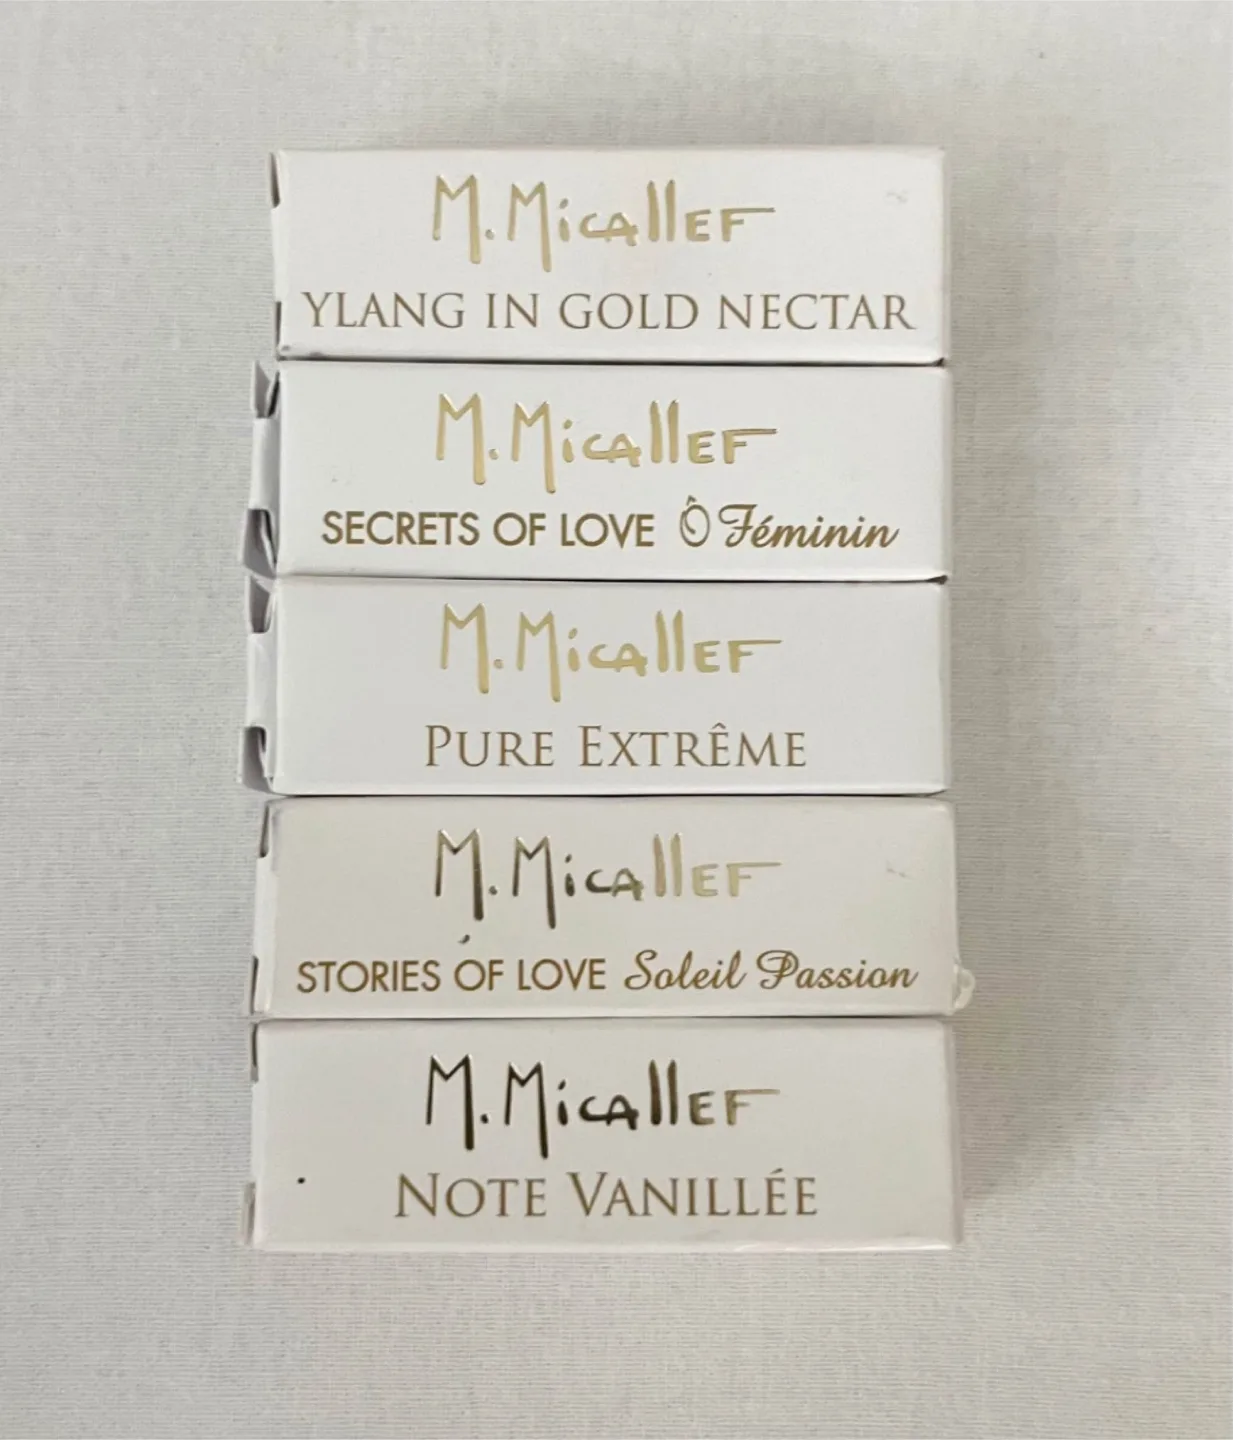 M. Micallef
YLANG IN GOLD NECTAR
M. Micallef
SECRETS OF LOVE Ô Féminin
M. Micallef
PURE EXTRÊME
M. Micallef
STORIES OF LOVE Soleil Passion
M. Micallef
NOTE VANILLÉE